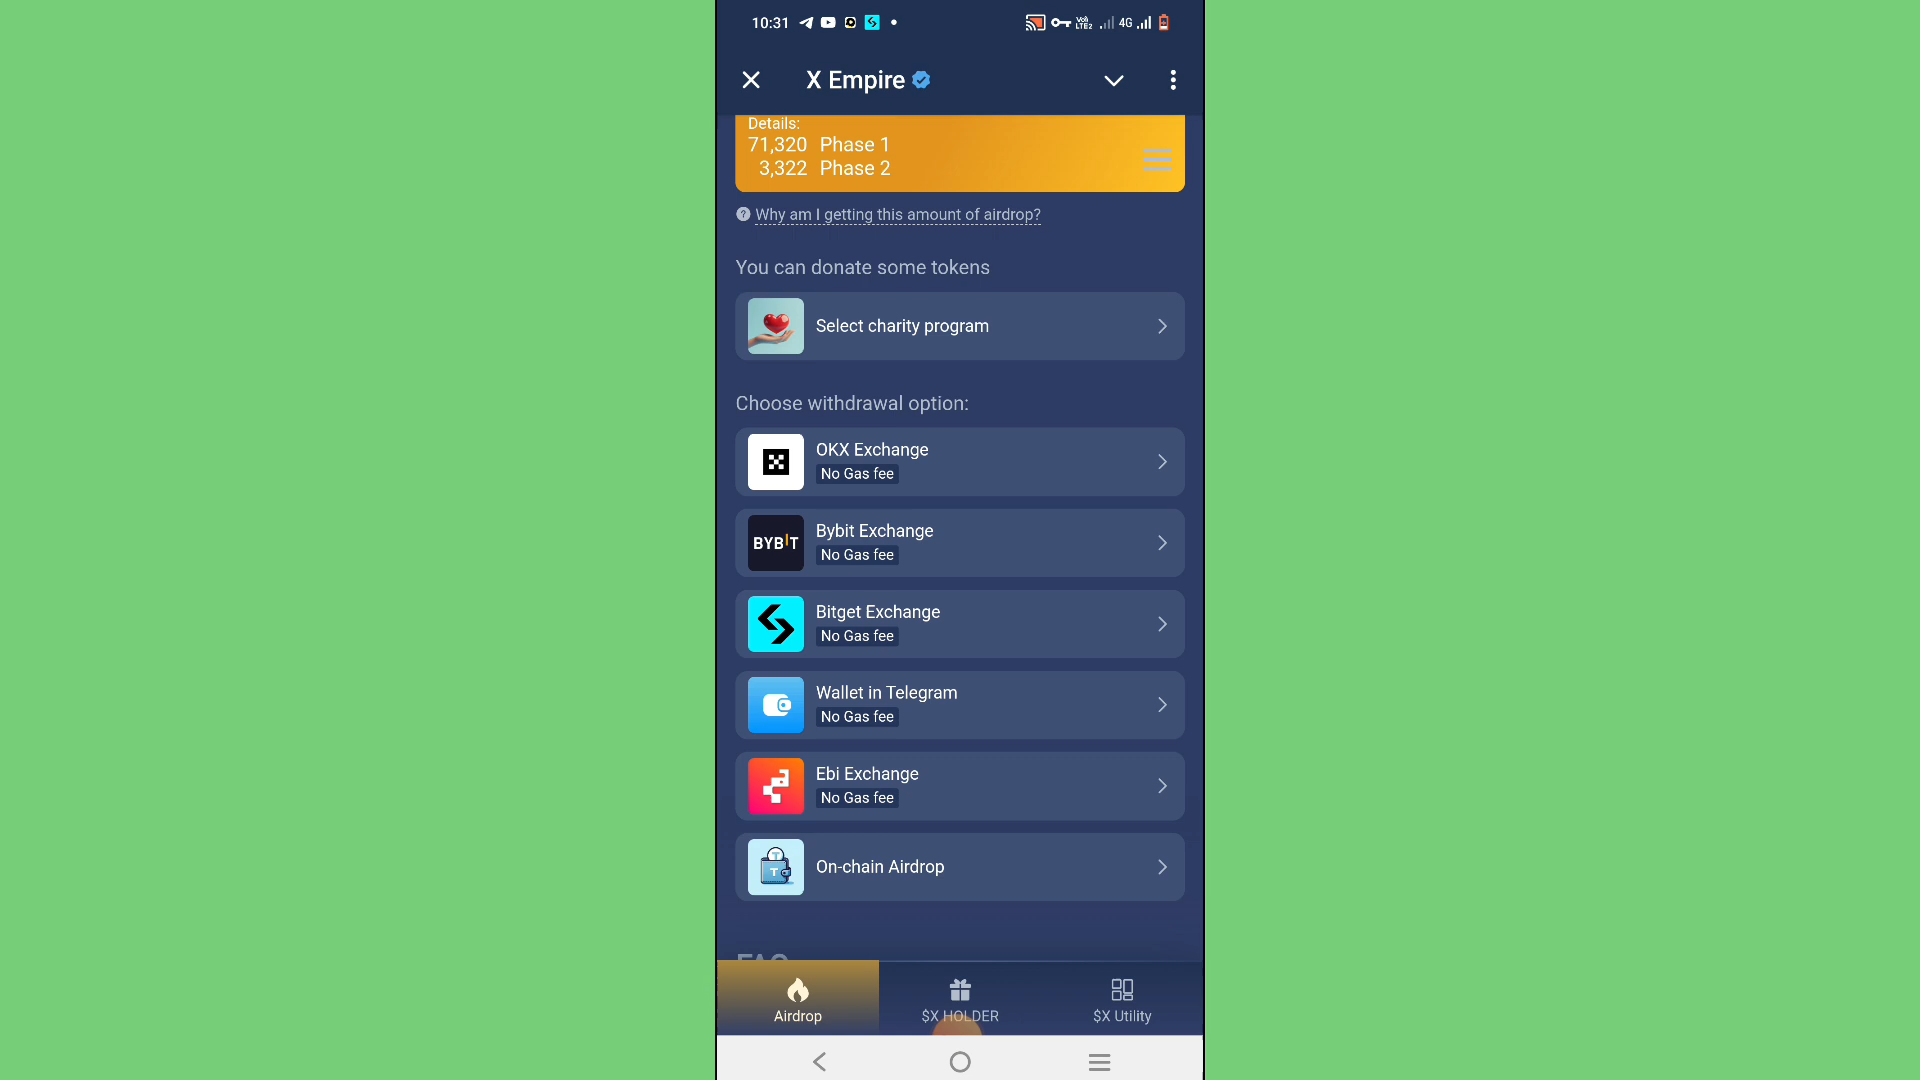 10:31
Vo) LTE2 4G
X Empire
Details:
71,320 Phase 1
3,322 Phase 2
Why am I getting this amount of airdrop?
You can donate some tokens
Select charity program
Choose withdrawal option:
OKX Exchange
No Gas fee
BYBIT
Bybit Exchange
No Gas fee
Bitget Exchange
No Gas fee
Wallet in Telegram
No Gas fee
Ebi Exchange
No Gas fee
On-chain Airdrop
FAQ
Airdrop
$X HOLDER
$X Utility